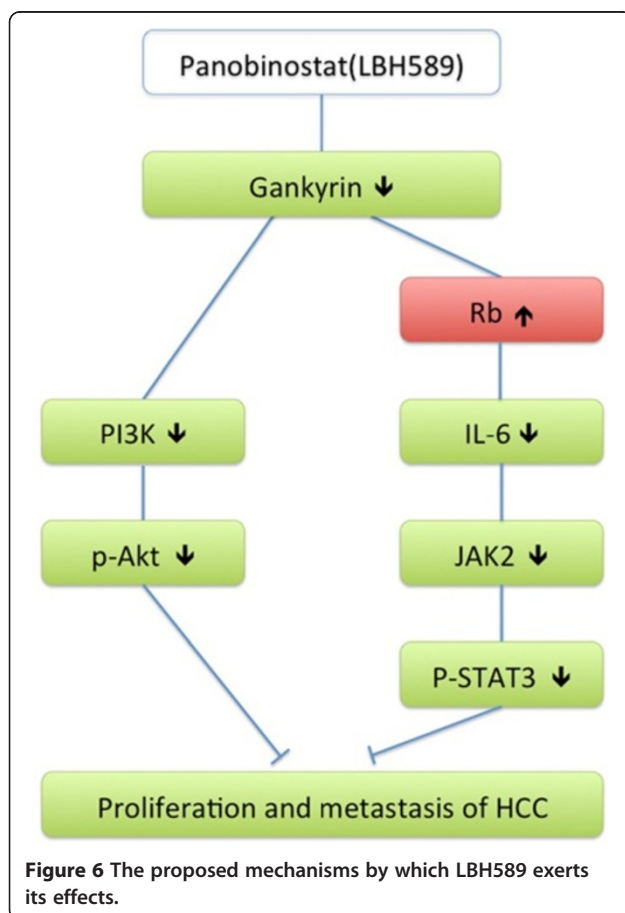 Panobinostat(LBH589)
Gankyrin ↓
Rb ↑
PI3K ↓
IL-6 ↓
p-Akt ↓
JAK2 ↓
P-STAT3 ↓
Proliferation and metastasis of HCC
Figure 6 The proposed mechanisms by which LBH589 exerts
its effects.